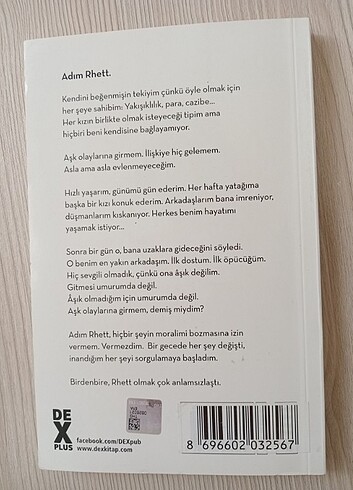 Adım Rhett.
Kendini beğenmişin tekiyim çünkü öyle olmak için
her şeye sahibim: Yakışıklılık, para, cazibe...
Her kızın birlikte olmak isteyeceği tipim ama
hiçbiri beni kendisine bağlayamıyor.
Aşk olaylarına girmem. İlişkiye hiç gelemem.
Asla ama asla evlenmeyeceğim.
Hızlı yaşarım, günümü gün ederim. Her hafta yatağıma
başka bir kızı konuk ederim. Arkadaşlarım bana imreniyor,
düşmanlarım kıskanıyor. Herkes benim hayatımı
yaşamak istiyor...
Sonra bir gün o, bana uzaklara gideceğini söyledi.
O benim en yakın arkadaşım. İlk dostum. İlk öpücüğüm.
Hiç sevgili olmadık, çünkü ona âşık değilim.
Gitmesi umurumda değil.
Âşık olmadığım için umurumda değil.
Aşk olaylarına girmem, demiş miydim?
Adım Rhett, hiçbir şeyin moralimi bozmasına izin
vermem. Vermezdim. Bir gecede her şey değişti,
inandığım her şeyi sorgulamaya başladım.
Birdenbire, Rhett olmak çok anlamsızlaştı.
DEX
PLUS
facebook.com/DEXpub
www.dexkitap.com
8 696602 032567